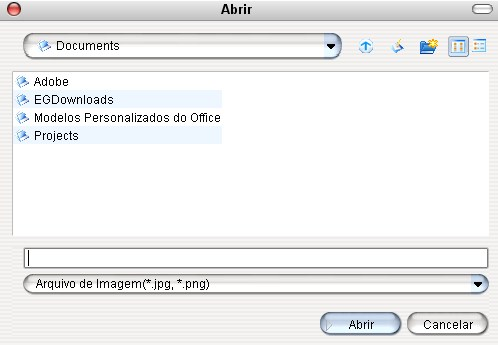 Abrir
Documents
Adobe
EGDownloads
Modelos Personalizados do Office
Projects
Arquivo de Imagem(*.jpg, *.png)
Abrir
Cancelar